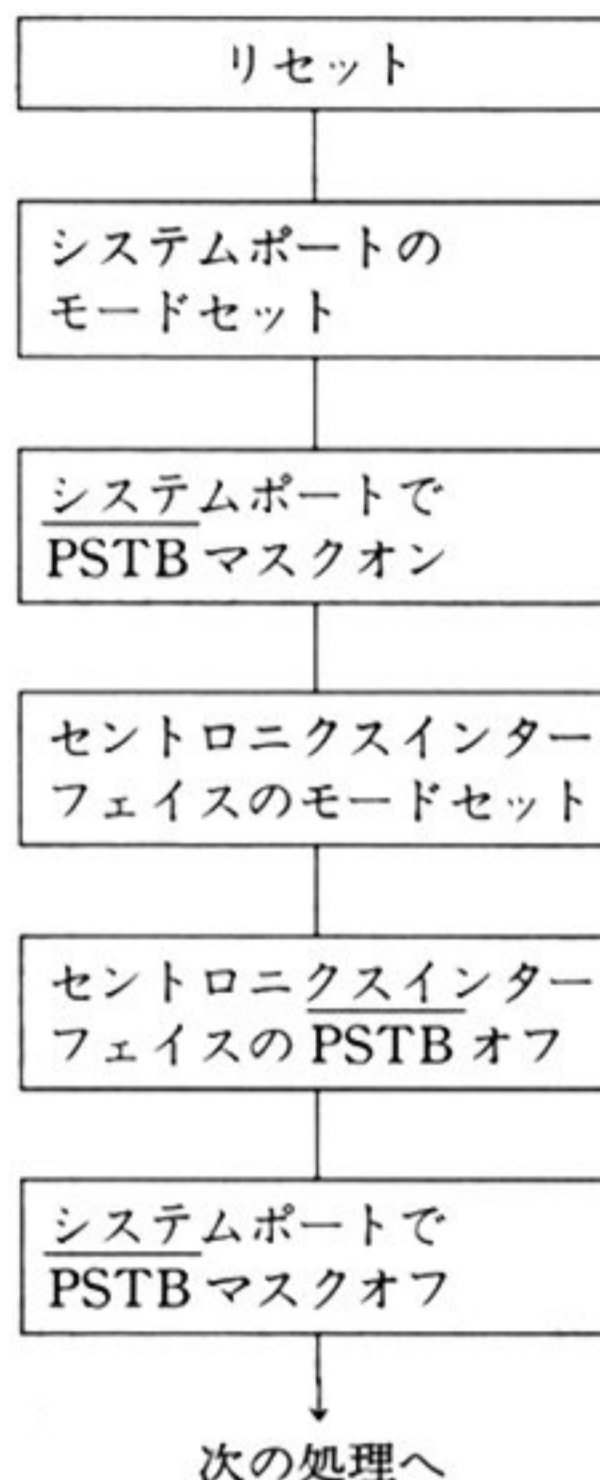 リセット
システムポートの
モードセット
システムポートで
PSTB マスクオン
セントロニクスインター
フェイスのモードセット
セントロニクスインター
フェイスの PSTB オフ
システムポートで
PSTB マスクオフ
次の処理へ